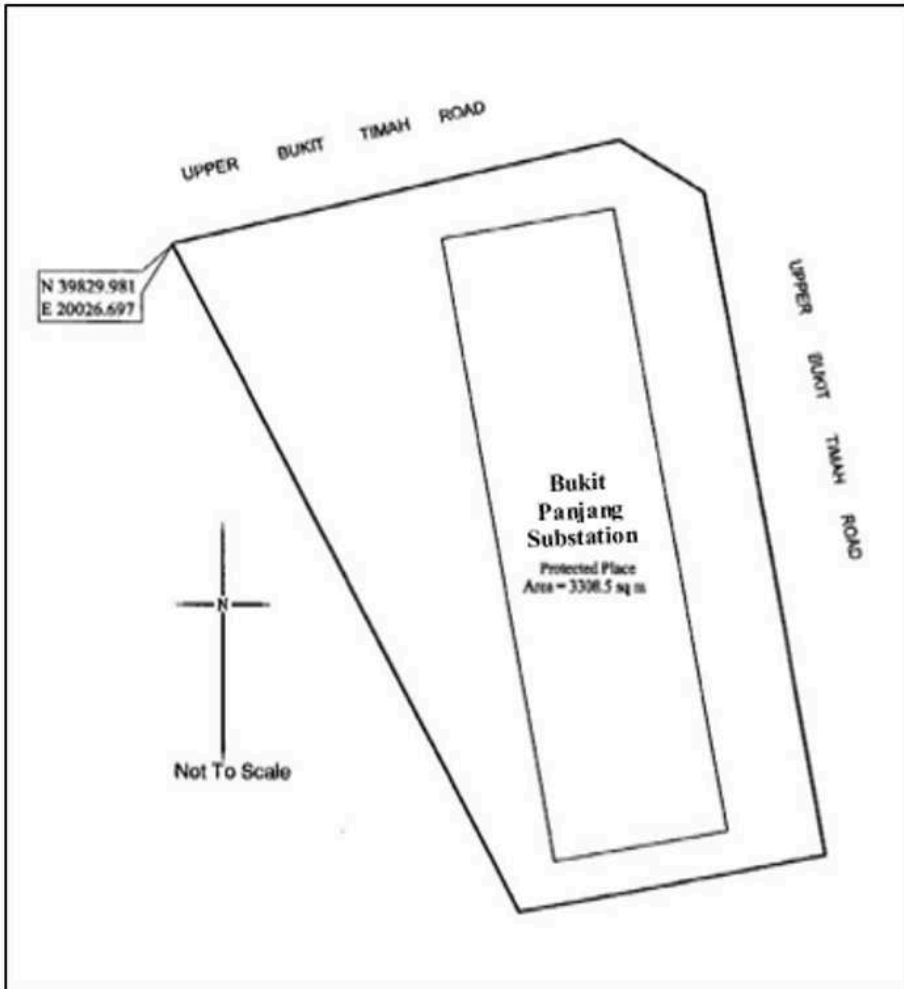 UPPER BUKIT TIMAH ROAD
N 39829.981
E 20026.697
UPPER BUKIT TIMAH ROAD
Bukit
Panjang
Substation
Protected Place
Area = 3308.5 sq m
N
Not To Scale